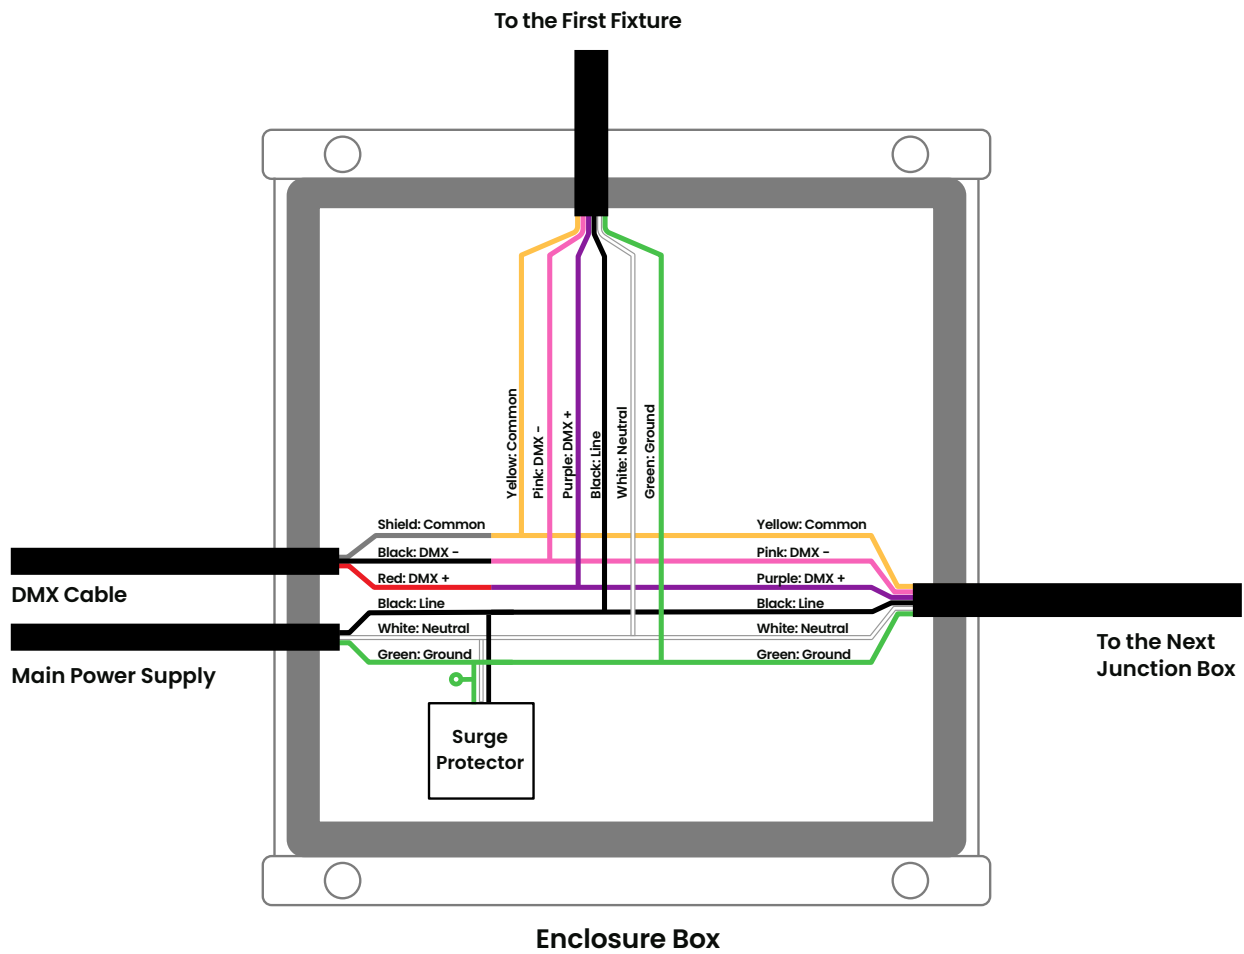 To the First Fixture
Yellow: Common
Pink: DMX -
Purple: DMX +
Black: Line
White: Neutral
Green: Ground
Shield: Common
Black: DMX -
Red: DMX +
Black: Line
White: Neutral
Green: Ground
Yellow: Common
Pink: DMX -
Purple: DMX +
Black: Line
White: Neutral
Green: Ground
DMX Cable
Main Power Supply
To the Next
Junction Box
Surge
Protector
Enclosure Box